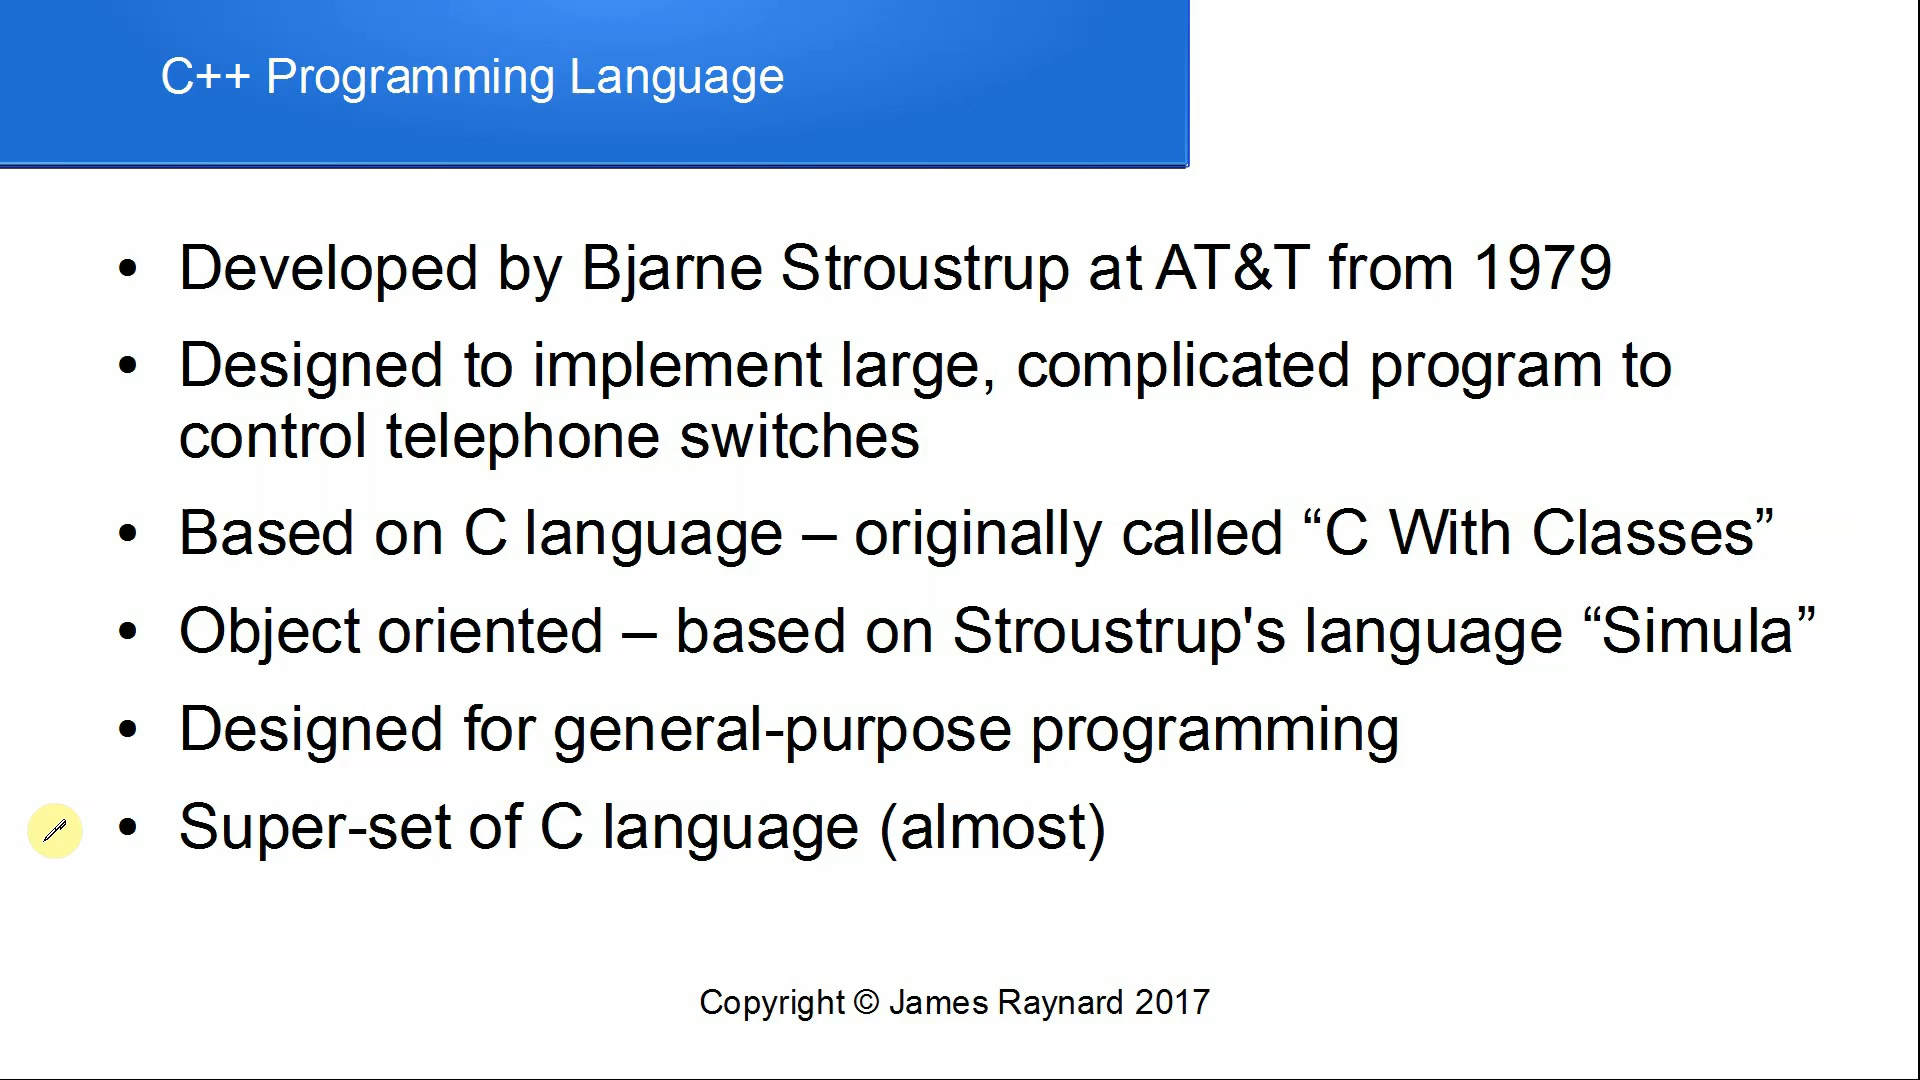 C++ Programming Language
• Developed by Bjarne Stroustrup at AT&T from 1979
• Designed to implement large, complicated program to
control telephone switches
• Based on C language – originally called “C With Classes”
• Object oriented – based on Stroustrup's language “Simula”
• Designed for general-purpose programming
• Super-set of C language (almost)
Copyright © James Raynard 2017